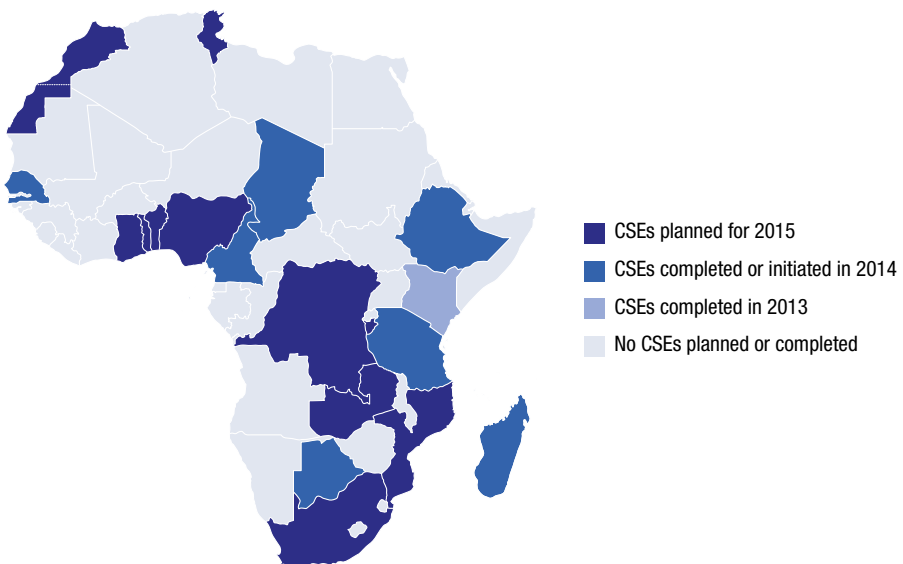 CSEs planned for 2015
CSEs completed or initiated in 2014
CSEs completed in 2013
No CSEs planned or completed